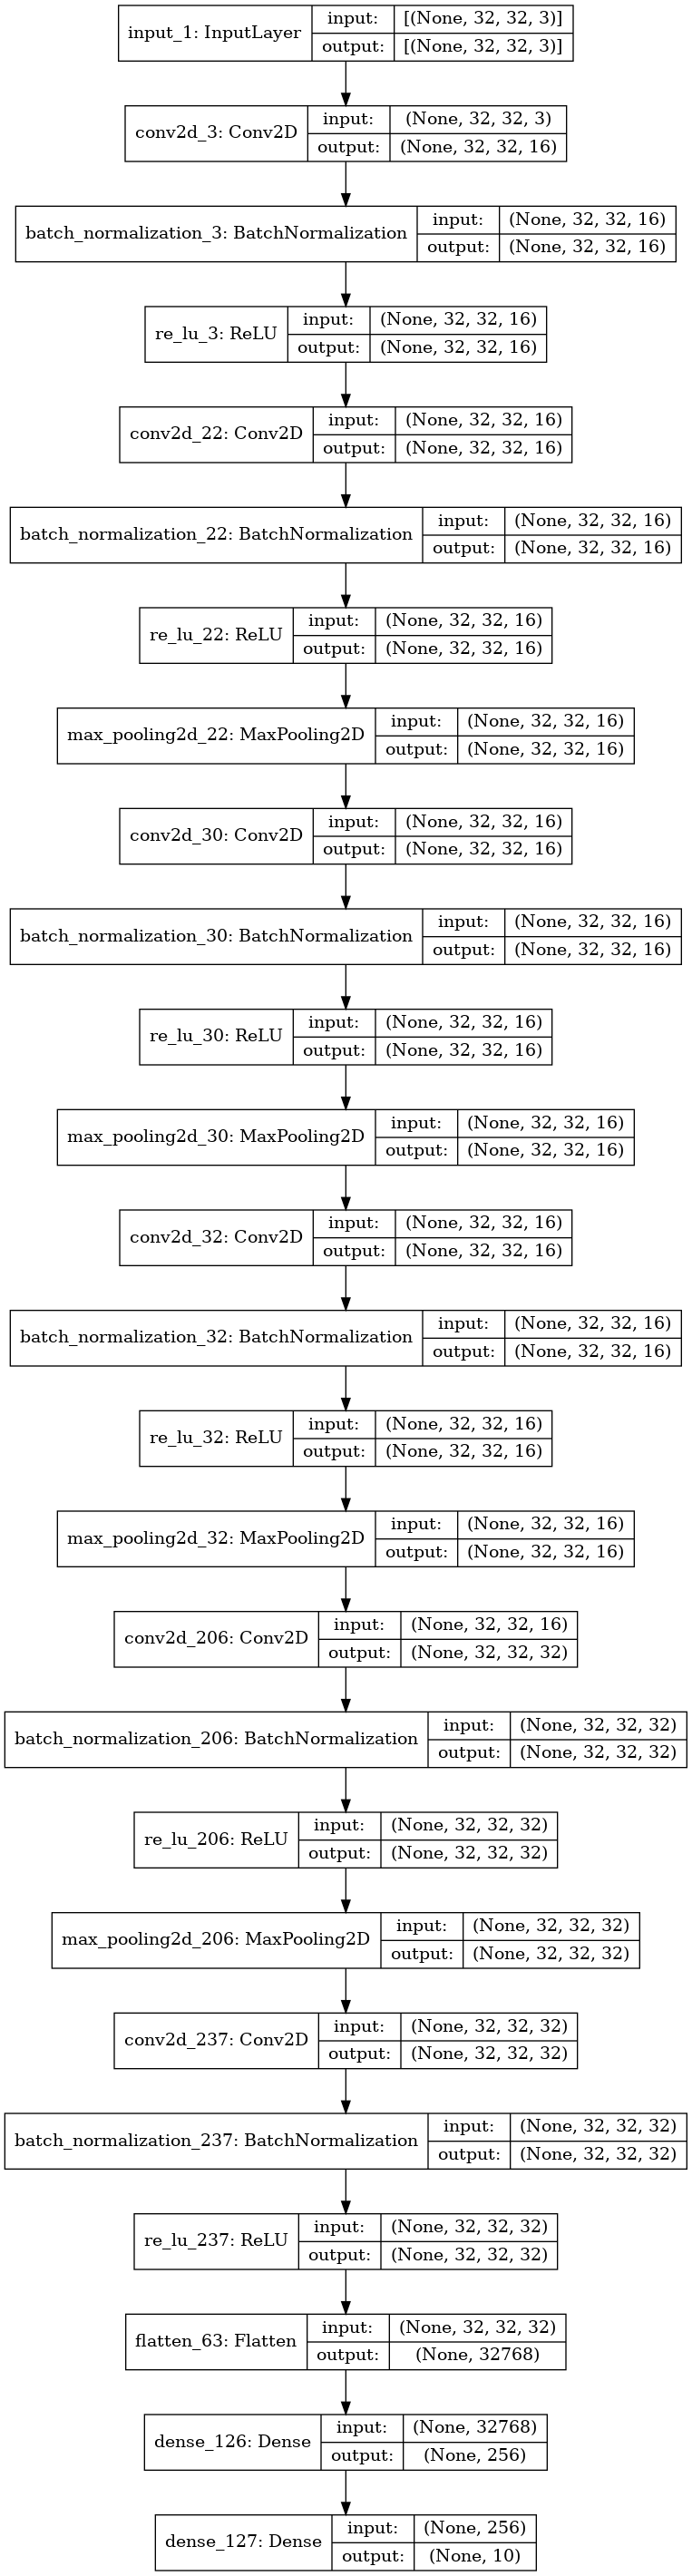 input_1: InputLayer
input: [(None, 32, 32, 3)]
output: [(None, 32, 32, 3)]
conv2d_3: Conv2D
input: (None, 32, 32, 3)
output: (None, 32, 32, 16)
batch_normalization_3: BatchNormalization
input: (None, 32, 32, 16)
output: (None, 32, 32, 16)
re_lu_3: ReLU
input: (None, 32, 32, 16)
output: (None, 32, 32, 16)
conv2d_22: Conv2D
input: (None, 32, 32, 16)
output: (None, 32, 32, 16)
batch_normalization_22: BatchNormalization
input: (None, 32, 32, 16)
output: (None, 32, 32, 16)
re_lu_22: ReLU
input: (None, 32, 32, 16)
output: (None, 32, 32, 16)
max_pooling2d_22: MaxPooling2D
input: (None, 32, 32, 16)
output: (None, 32, 32, 16)
conv2d_30: Conv2D
input: (None, 32, 32, 16)
output: (None, 32, 32, 16)
batch_normalization_30: BatchNormalization
input: (None, 32, 32, 16)
output: (None, 32, 32, 16)
re_lu_30: ReLU
input: (None, 32, 32, 16)
output: (None, 32, 32, 16)
max_pooling2d_30: MaxPooling2D
input: (None, 32, 32, 16)
output: (None, 32, 32, 16)
conv2d_32: Conv2D
input: (None, 32, 32, 16)
output: (None, 32, 32, 16)
batch_normalization_32: BatchNormalization
input: (None, 32, 32, 16)
output: (None, 32, 32, 16)
re_lu_32: ReLU
input: (None, 32, 32, 16)
output: (None, 32, 32, 16)
max_pooling2d_32: MaxPooling2D
input: (None, 32, 32, 16)
output: (None, 32, 32, 16)
conv2d_206: Conv2D
input: (None, 32, 32, 16)
output: (None, 32, 32, 32)
batch_normalization_206: BatchNormalization
input: (None, 32, 32, 32)
output: (None, 32, 32, 32)
re_lu_206: ReLU
input: (None, 32, 32, 32)
output: (None, 32, 32, 32)
max_pooling2d_206: MaxPooling2D
input: (None, 32, 32, 32)
output: (None, 32, 32, 32)
conv2d_237: Conv2D
input: (None, 32, 32, 32)
output: (None, 32, 32, 32)
batch_normalization_237: BatchNormalization
input: (None, 32, 32, 32)
output: (None, 32, 32, 32)
re_lu_237: ReLU
input: (None, 32, 32, 32)
output: (None, 32, 32, 32)
flatten_63: Flatten
input: (None, 32, 32, 32)
output: (None, 32768)
dense_126: Dense
input: (None, 32768)
output: (None, 256)
dense_127: Dense
input: (None, 256)
output: (None, 10)